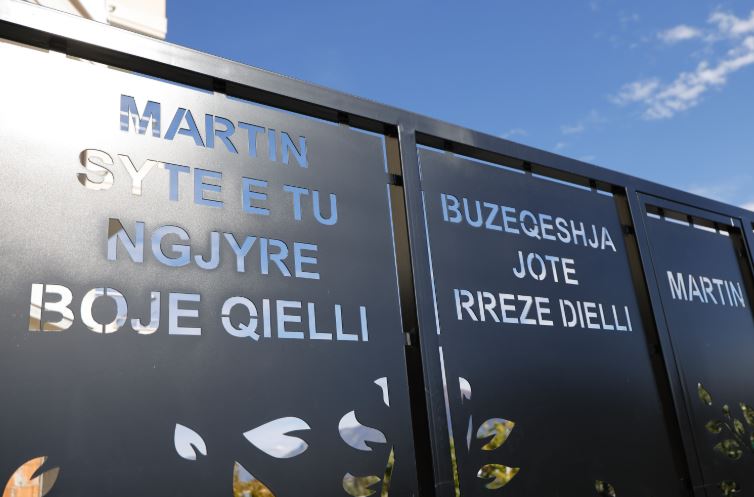 MARTIN
SYTE E TU
NGJYRE
BOJE QIELLI
BUZEQESHJA
JOTE
RREZE DIELLI
MARTIN